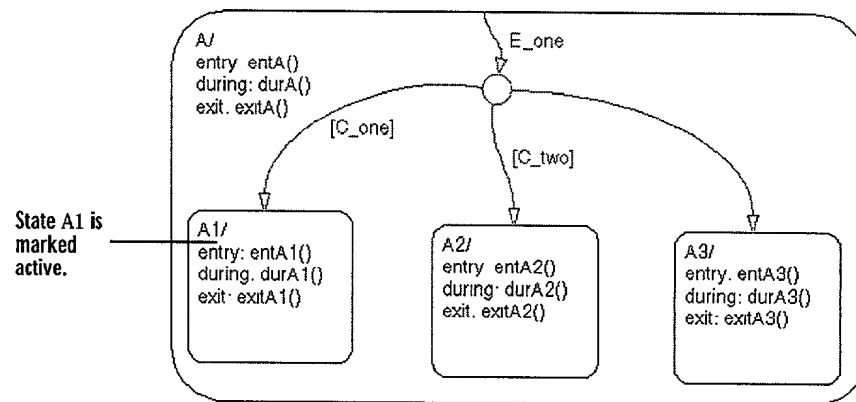 A/
entry entA()
during: durA()
exit. exitA()
E_one
[C_one]
[C_two]
State A1 is
marked
active.
A1/
entry: entA1()
during. durA1()
exit· exitA1()
A2/
entry entA2()
during· durA2()
exit. exitA2()
A3/
entry. entA3()
during: durA3()
exit: exitA3()